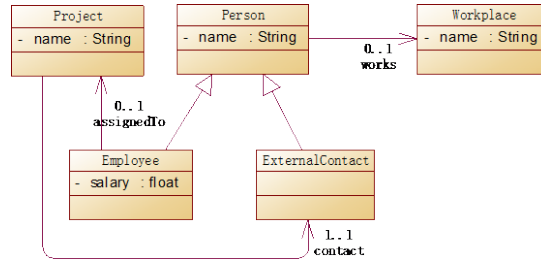 Project
- name : String
Person
- name : String
Workplace
- name : String
0..1
works
0..1
assignedTo
Employee
- salary : float
ExternalContact
1..1
contact